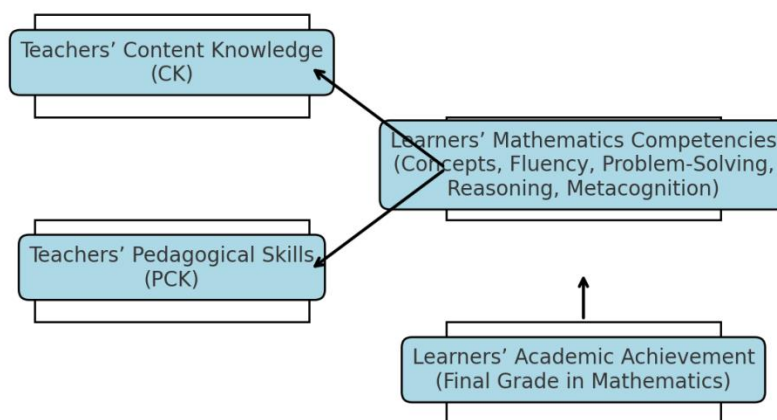 Teachers’ Content Knowledge
(CK)
Learners’ Mathematics Competencies
(Concepts, Fluency, Problem-Solving,
Reasoning, Metacognition)
Teachers’ Pedagogical Skills
(PCK)
Learners’ Academic Achievement
(Final Grade in Mathematics)